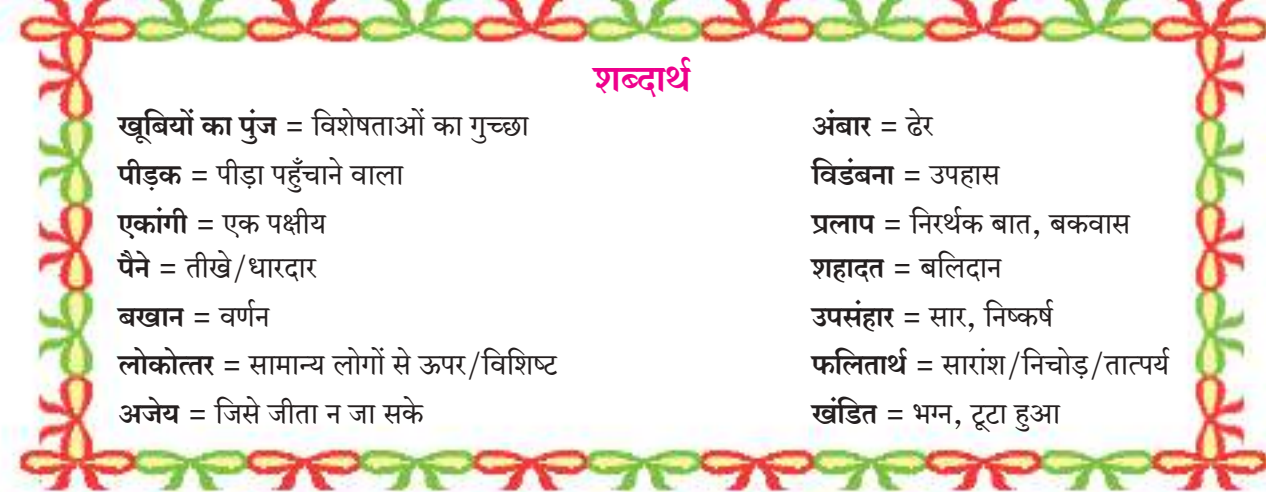 शब्दार्थ
खूबियों का पुंज = विशेषताओं का गुच्छा
पीड़क = पीड़ा पहुँचाने वाला
एकांगी = एक पक्षीय
पैने = तीखे/धारदार
बखान = वर्णन
लोकोत्तर = सामान्य लोगों से ऊपर/विशिष्ट
अजेय = जिसे जीता न जा सके
अंबार = ढेर
विडंबना = उपहास
प्रलाप = निरर्थक बात, बकवास
शहादत = बलिदान
उपसंहार = सार, निष्कर्ष
फलितार्थ = सारांश/निचोड़/तात्पर्य
खंडित = भग्न, टूटा हुआ